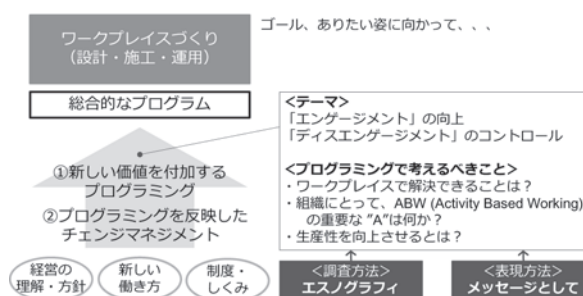 ワークプレイスづくり
(設計・施工・運用)
ゴール、ありたい姿に向かって、、、
総合的なプログラム
①新しい価値を付加する
プログラミング
②プログラミングを反映した
チェンジマネジメント
<テーマ>
「エンゲージメント」の向上
「ディスエンゲージメント」のコントロール
<プログラミングで考えるべきこと>
・ワークプレイスで解決できることは?
・組織にとって、ABW (Activity Based Working)
の重要な "A"は何か?
・生産性を向上させるとは?
経営の
理解・方針
新しい
働き方
制度・
しくみ
<調査方法>
エスノグラフィ
<表現方法>
メッセージとして